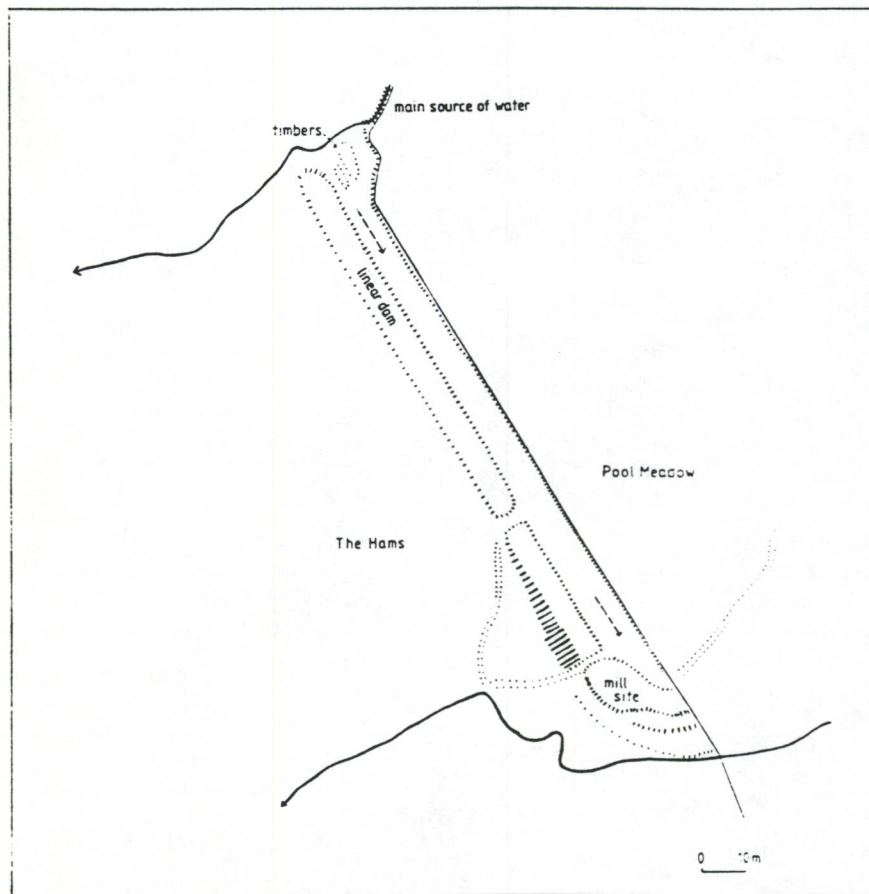 main source of water
timbers
linear dam
Pool Meadow
The Hams
mill
site
0 10m